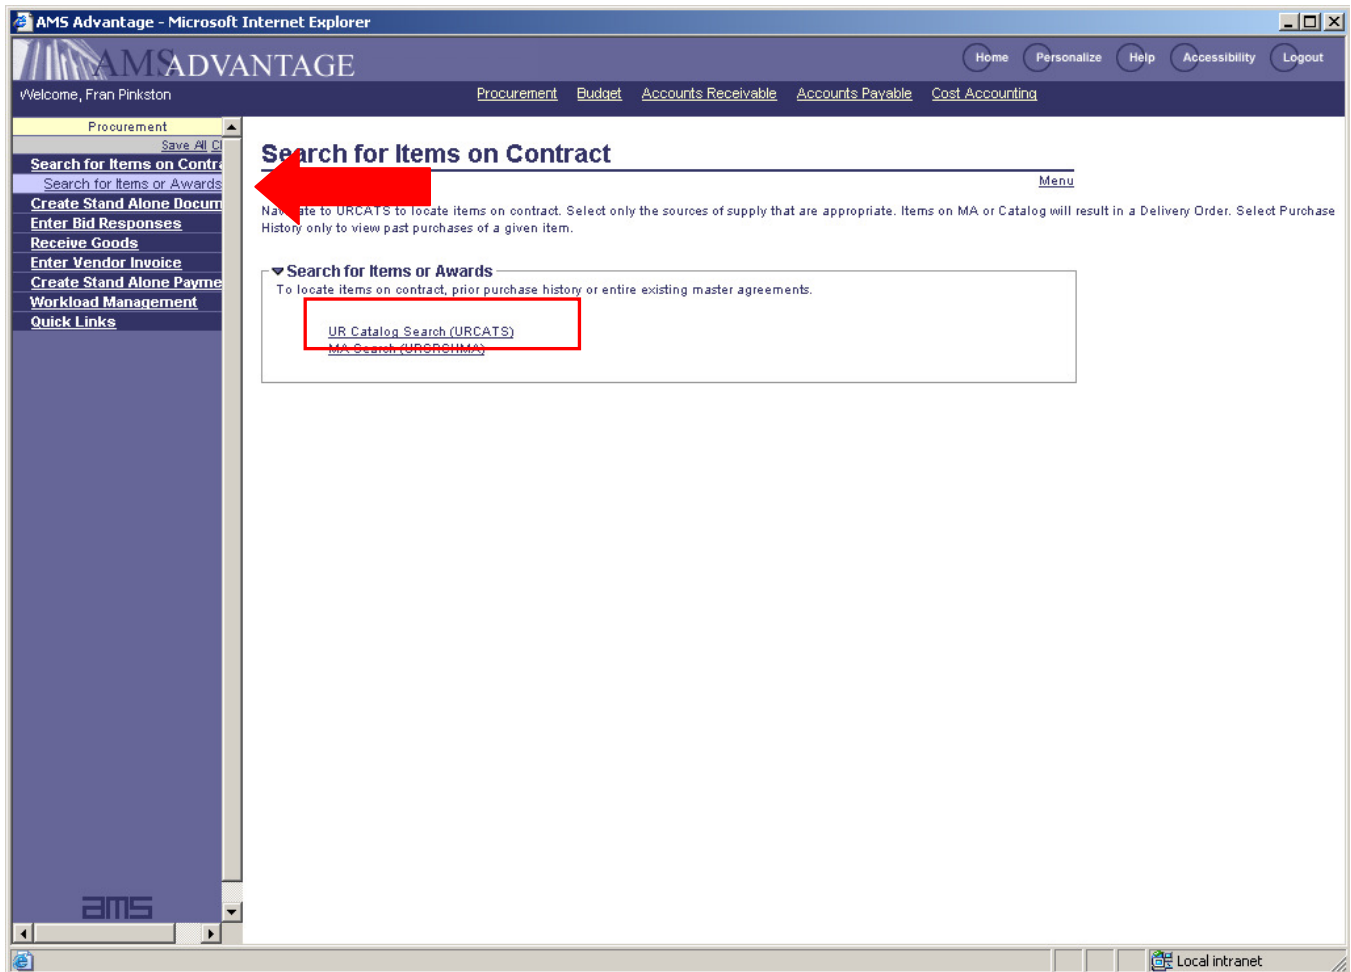 AMS Advantage - Microsoft Internet Explorer
AMSADVANTAGE
Home Personalize Help Accessibility Logout
Welcome, Fran Pinkston
Procurement Budget Accounts Receivable Accounts Payable Cost Accounting
Procurement
Save All Cl
Search for Items on Contra
Search for Items or Awards
Create Stand Alone Docum
Enter Bid Responses
Receive Goods
Enter Vendor Invoice
Create Stand Alone Payme
Workload Management
Quick Links
ams
Search for Items on Contract
Menu
Navigate to URCATS to locate items on contract. Select only the sources of supply that are appropriate. Items on MA or Catalog will result in a Delivery Order. Select Purchase
History only to view past purchases of a given item.
Search for Items or Awards
To locate items on contract, prior purchase history or entire existing master agreements.
UR Catalog Search (URCATS)
MA Search (URSRCHMA)
Local intranet